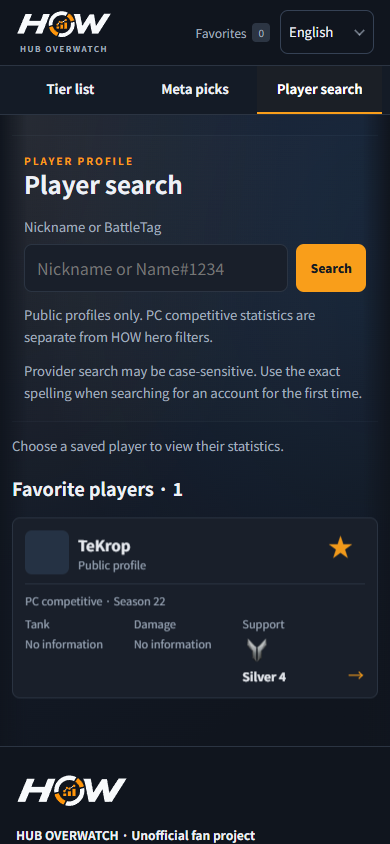 HOW
HUB OVERWATCH
Favorites 0
English
Tier list Meta picks Player search
PLAYER PROFILE
Player search
Nickname or BattleTag
Nickname or Name#1234 Search
Public profiles only. PC competitive statistics are
separate from HOW hero filters.
Provider search may be case-sensitive. Use the exact
spelling when searching for an account for the first time.
Choose a saved player to view their statistics.
Favorite players · 1
TeKrop
Public profile
PC competitive · Season 22
Tank Damage Support
No information No information
Silver 4 →
HOW
HUB OVERWATCH · Unofficial fan project